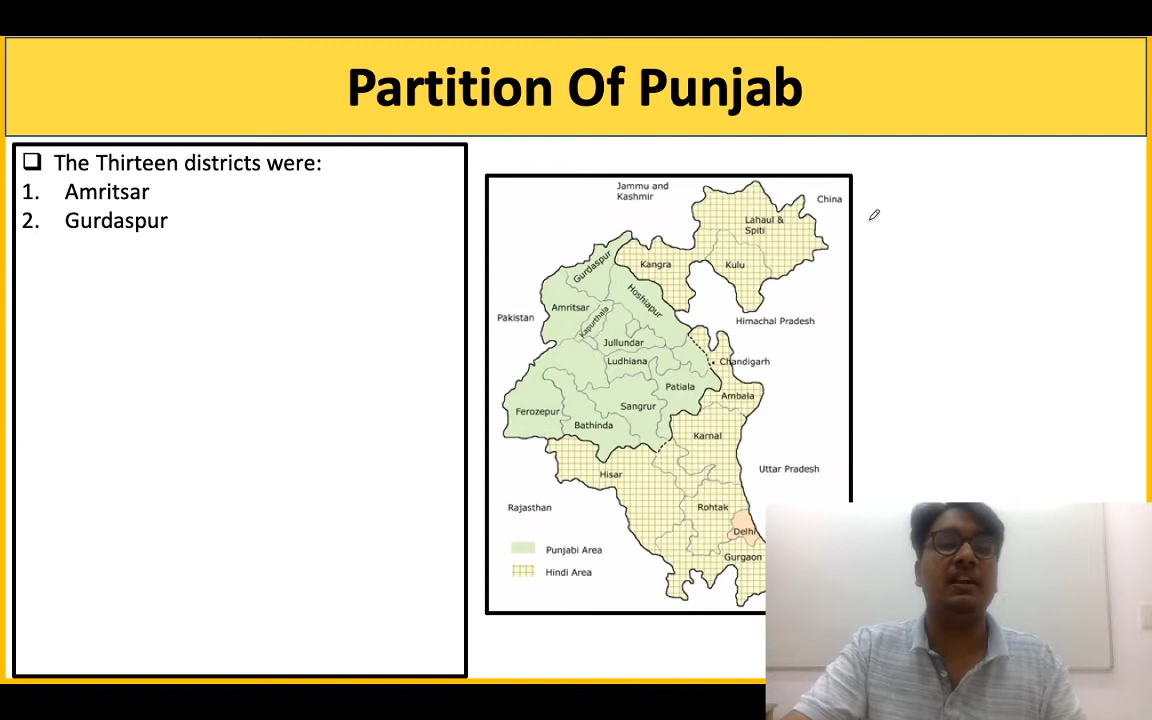 Partition Of Punjab
❑ The Thirteen districts were:
1. Amritsar
2. Gurdaspur
Jammu and
Kashmir
China
Lahaul &
Spiti
Gurdaspur
Kangra
Kulu
Hoshiapur
Amritsar
Kapurthala
Pakistan
Himachal Pradesh
Jullundar
Ludhiana
Chandigarh
Patiala
Ambala
Ferozepur
Sangrur
Bathinda
Karnal
Hisar
Uttar Pradesh
Rajasthan
Rohtak
Delhi
Punjabi Area
Gurgaon
Hindi Area